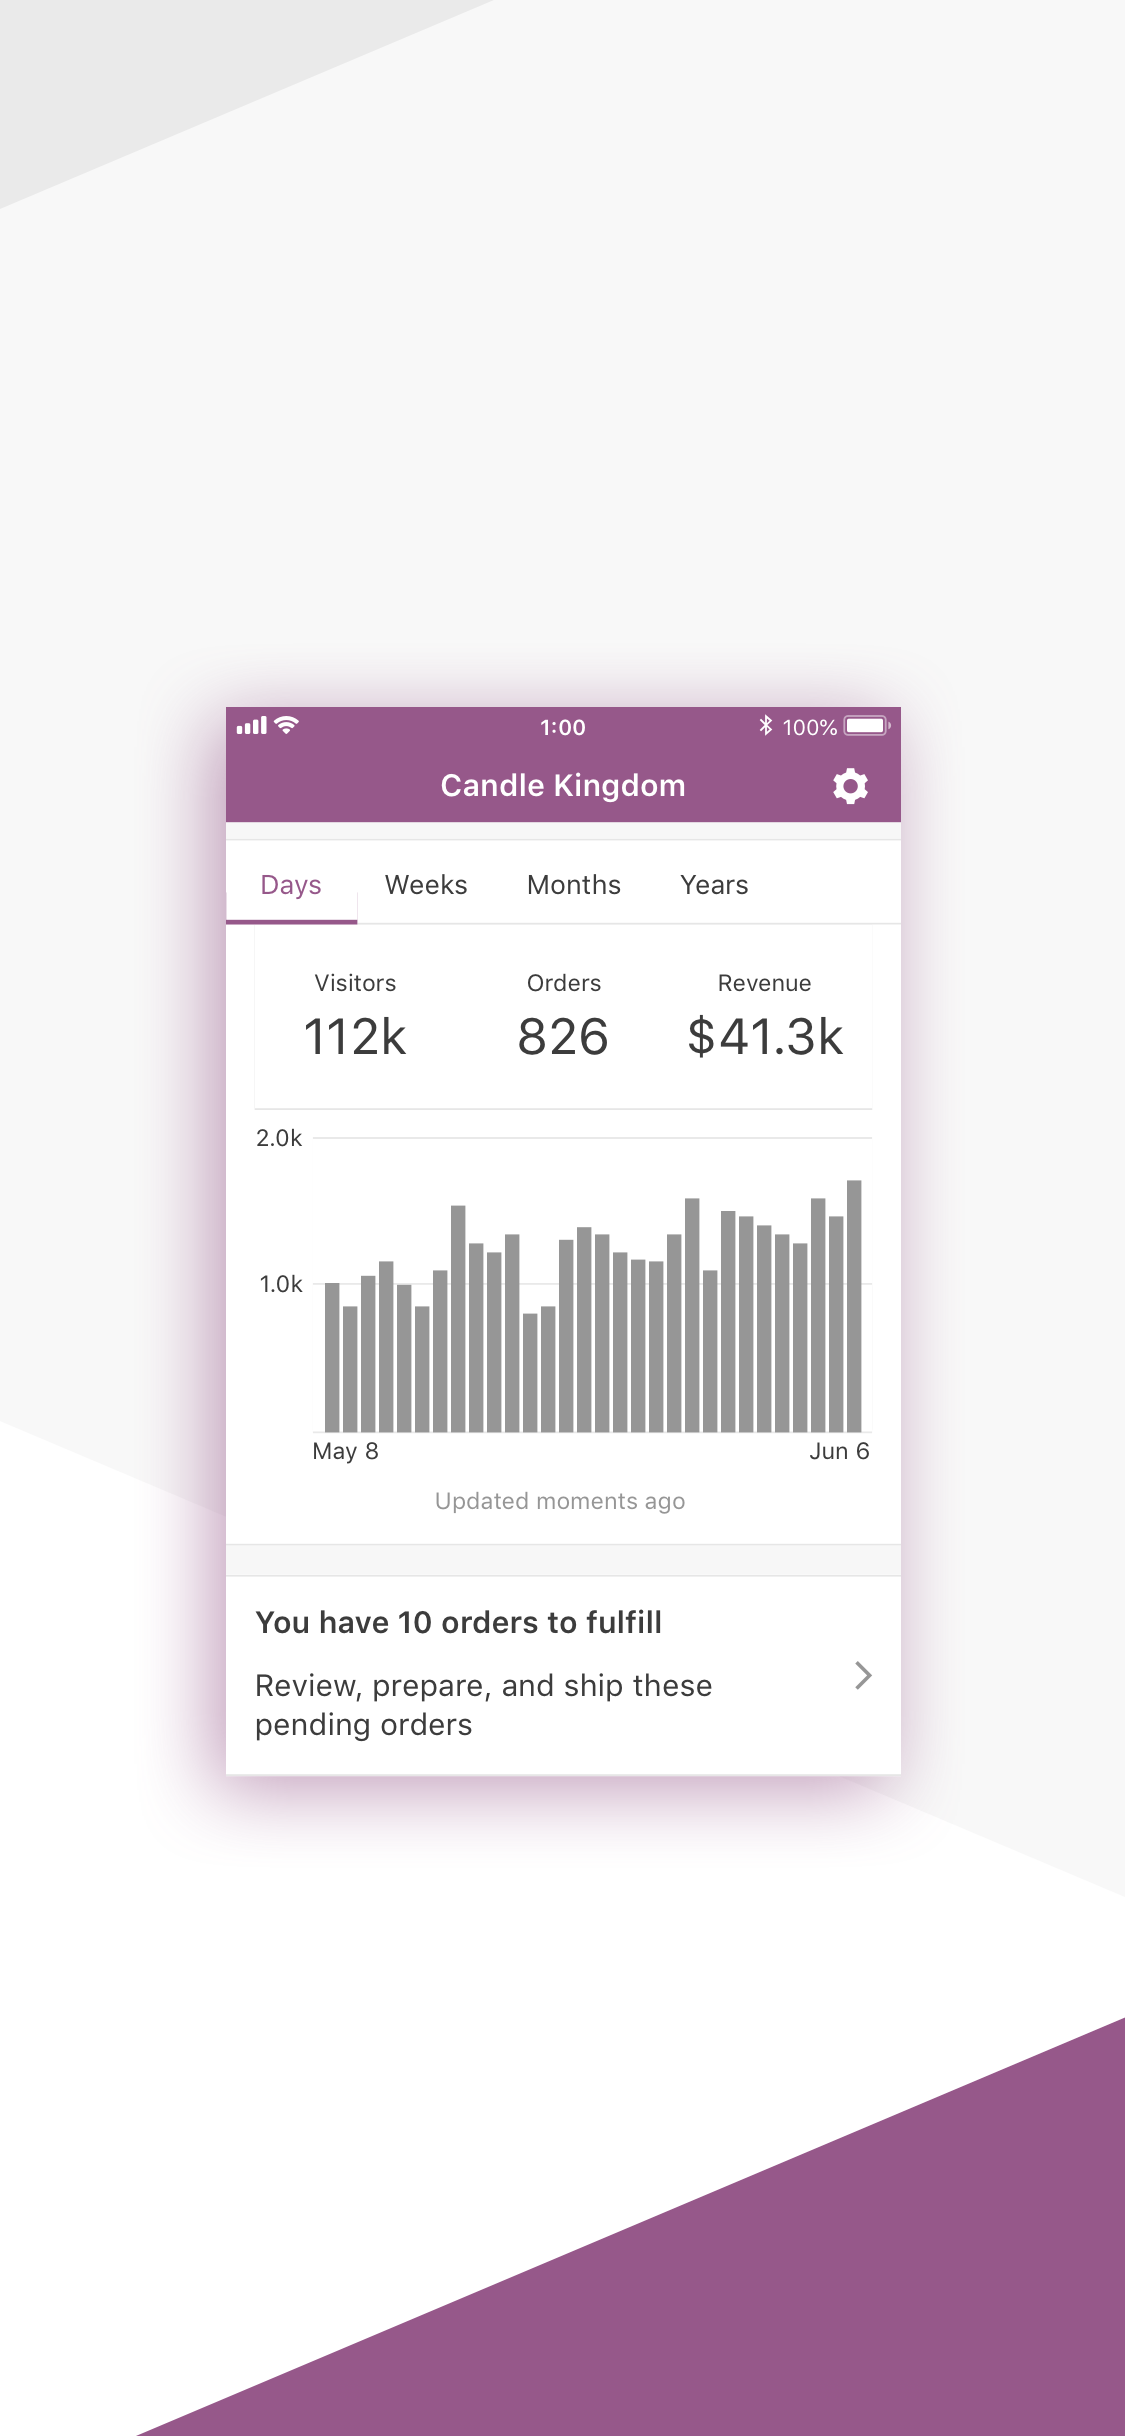 1:00
100%
Candle Kingdom
Days Weeks Months Years
Visitors Orders Revenue
112k 826 $41.3k
2.0k
1.0k
May 8 Jun 6
Updated moments ago
You have 10 orders to fulfill
Review, prepare, and ship these
pending orders